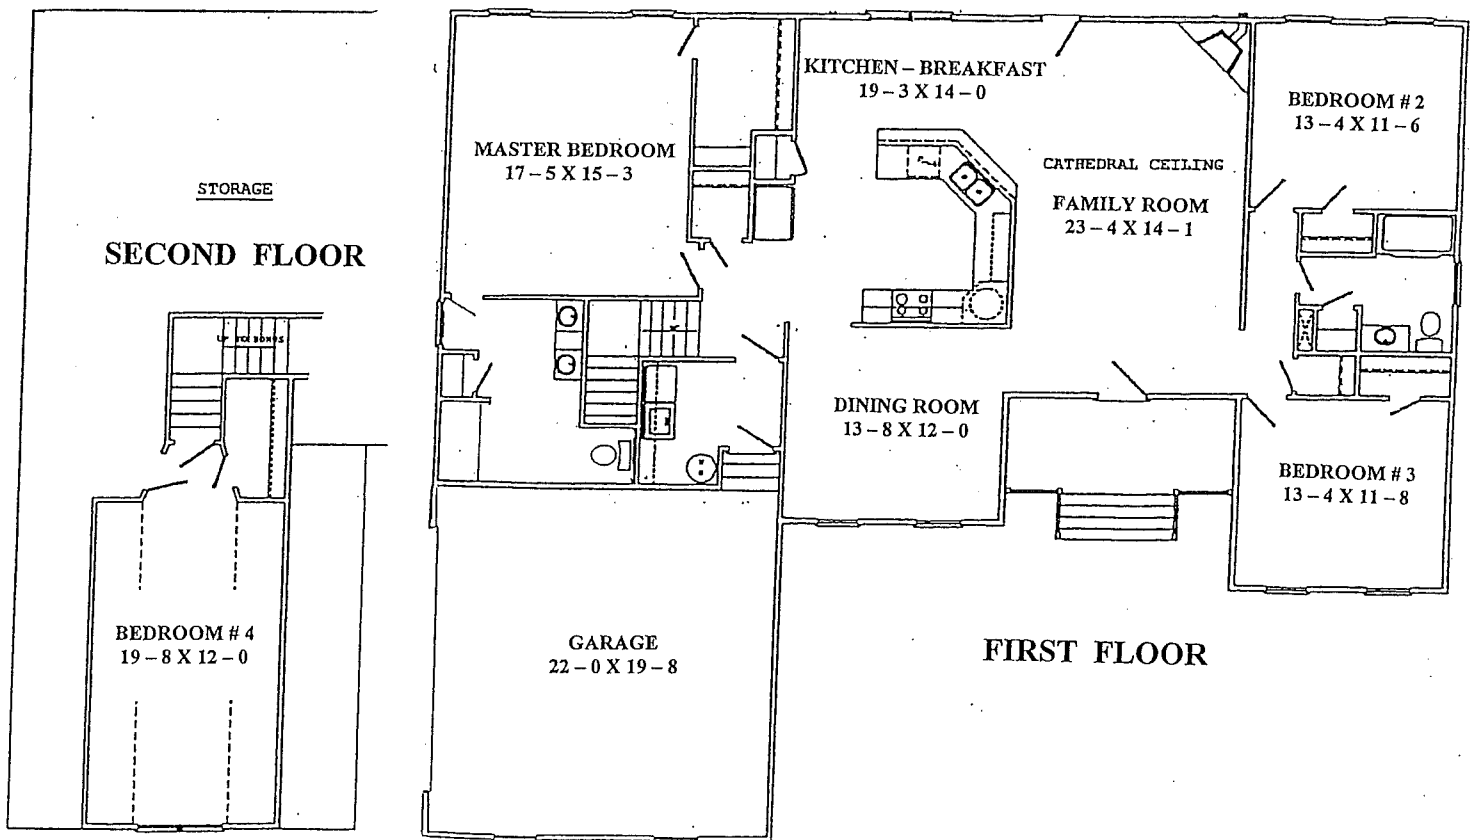 STORAGE
SECOND FLOOR
BEDROOM # 4
19 – 8 X 12 – 0
MASTER BEDROOM
17 – 5 X 15 – 3
KITCHEN – BREAKFAST
19 – 3 X 14 – 0
CATHEDRAL CEILING
FAMILY ROOM
23 – 4 X 14 – 1
BEDROOM # 2
13 – 4 X 11 – 6
DINING ROOM
13 – 8 X 12 – 0
BEDROOM # 3
13 – 4 X 11 – 8
GARAGE
22 – 0 X 19 – 8
FIRST FLOOR